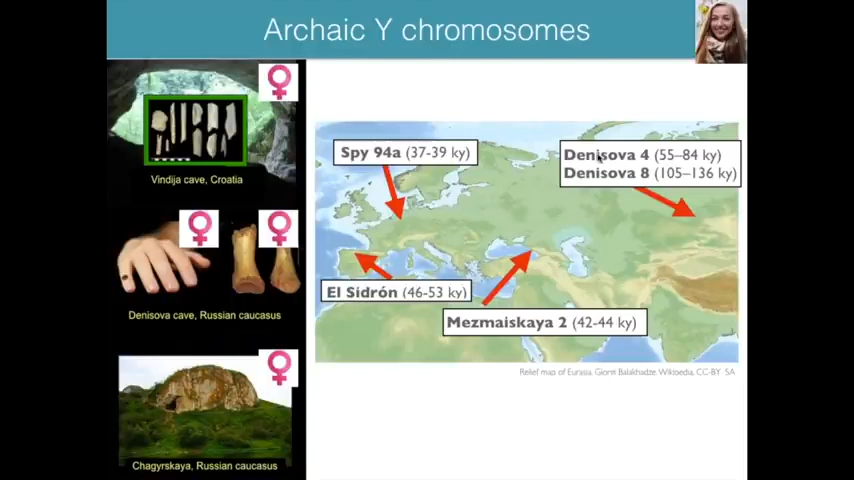 Archaic Y chromosomes
Vindija cave, Croatia
Denisova cave, Russian caucasus
Chagyrskaya, Russian caucasus
Spy 94a (37-39 ky)
Denisova 4 (55–84 ky)
Denisova 8 (105–136 ky)
El Sidrón (46-53 ky)
Mezmaiskaya 2 (42-44 ky)
Relief map of Eurasia, Giorgi Balakhadze, Wikipedia, CC-BY SA